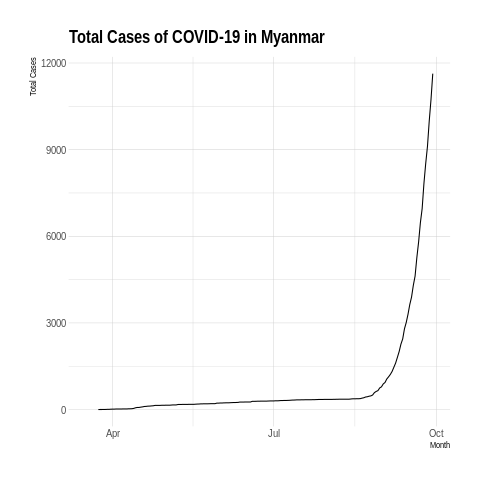 Total Cases of COVID-19 in Myanmar
Total Cases
12000
9000
6000
3000
0
Apr Jul Oct
Month